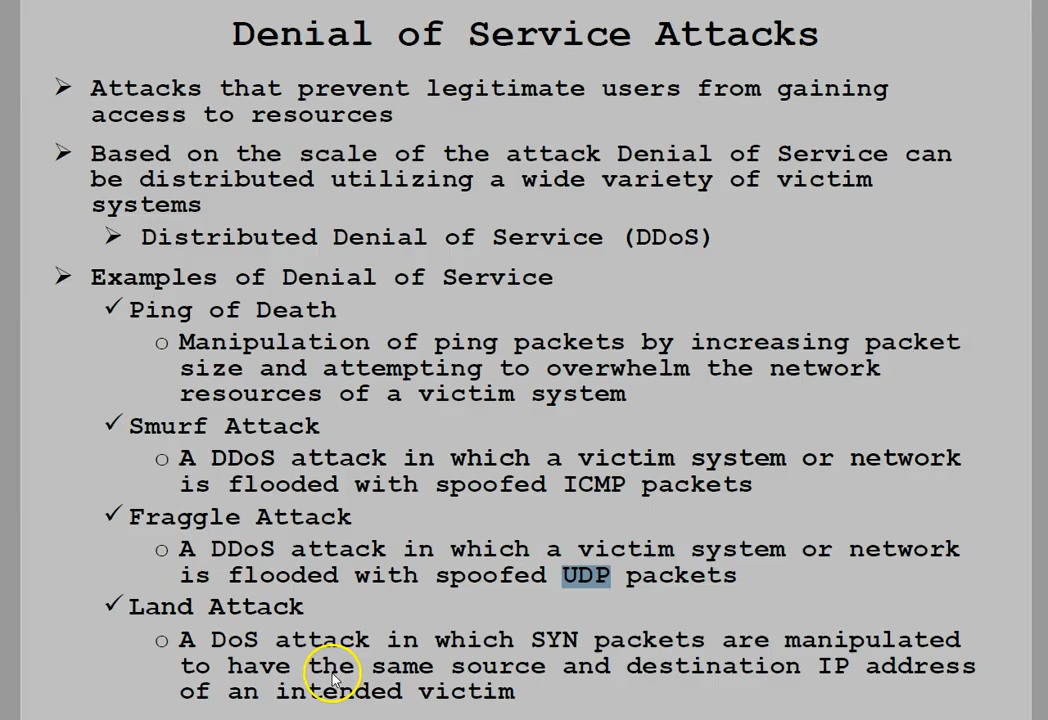 Denial of Service Attacks
➢ Attacks that prevent legitimate users from gaining
access to resources
➢ Based on the scale of the attack Denial of Service can
be distributed utilizing a wide variety of victim
systems
➢ Distributed Denial of Service (DDoS)
➢ Examples of Denial of Service
✓ Ping of Death
o Manipulation of ping packets by increasing packet
size and attempting to overwhelm the network
resources of a victim system
✓ Smurf Attack
o A DDoS attack in which a victim system or network
is flooded with spoofed ICMP packets
✓ Fraggle Attack
o A DDoS attack in which a victim system or network
is flooded with spoofed UDP packets
✓ Land Attack
o A DoS attack in which SYN packets are manipulated
to have the same source and destination IP address
of an intended victim